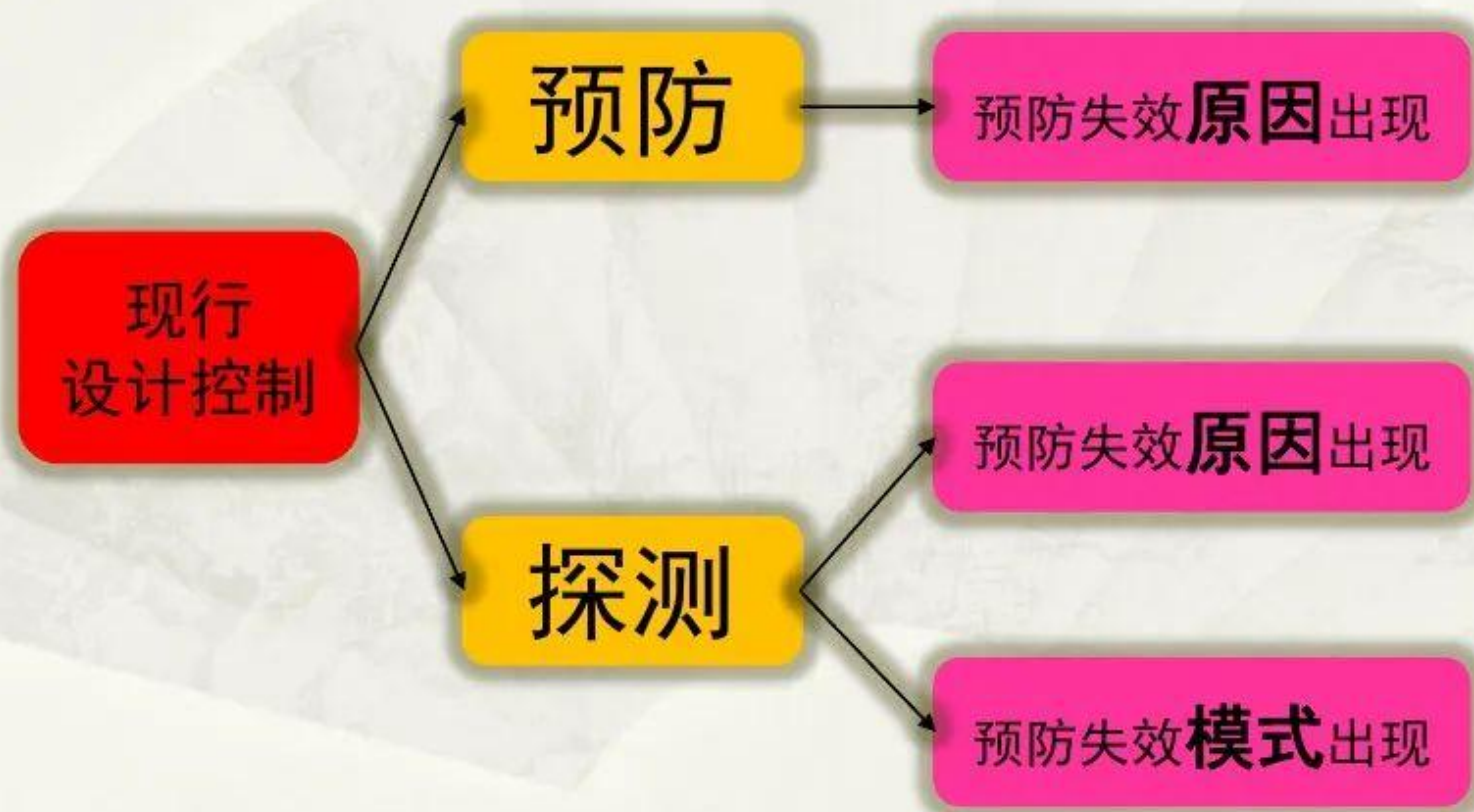 预防
预防失效原因出现
现行
设计控制
预防失效原因出现
探测
预防失效模式出现